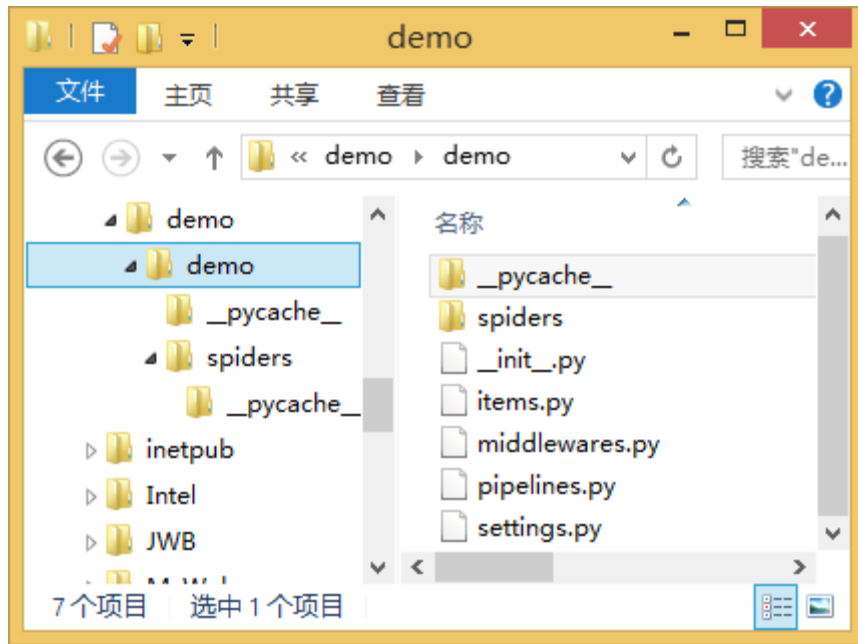 demo
文件 主页 共享 查看
« demo demo 搜索"de...
demo
demo
__pycache__
spiders
__pycache__
inetpub
Intel
JWB
名称
__pycache__
spiders
__init__.py
items.py
middlewares.py
pipelines.py
settings.py
7 个项目 选中 1 个项目